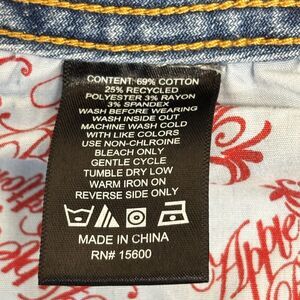 CONTENT: 69% COTTON
25% RECYCLED
POLYESTER 3% RAYON
3% SPANDEX
WASH BEFORE WEARING
WASH INSIDE OUT
MACHINE WASH COLD
WITH LIKE COLORS
USE NON-CHLROINE
BLEACH ONLY
GENTLE CYCLE
TUMBLE DRY LOW
WARM IRON ON
REVERSE SIDE ONLY
MADE IN CHINA
RN# 15600
Apple